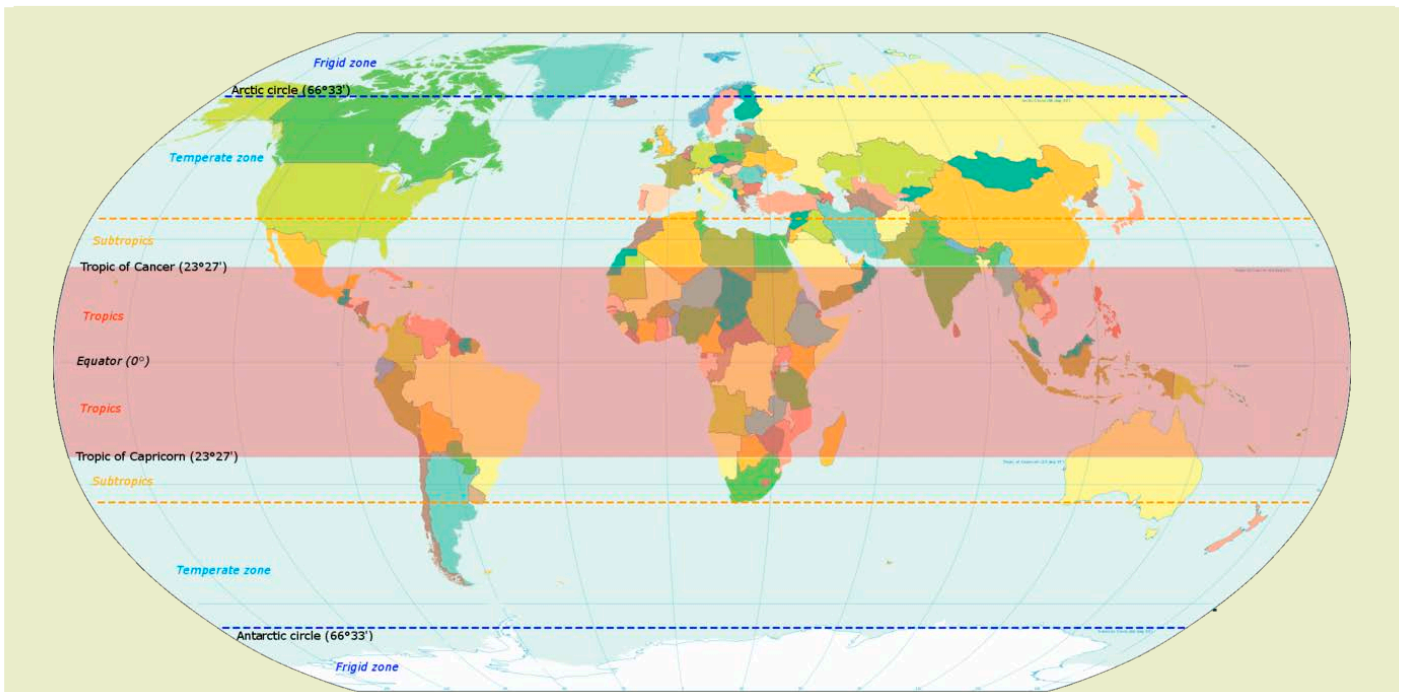 Frigid zone
Arctic circle (66°33')
Temperate zone
Subtropics
Tropic of Cancer (23°27')
Tropics
Equator (0°)
Tropics
Tropic of Capricorn (23°27')
Subtropics
Temperate zone
Antarctic circle (66°33')
Frigid zone